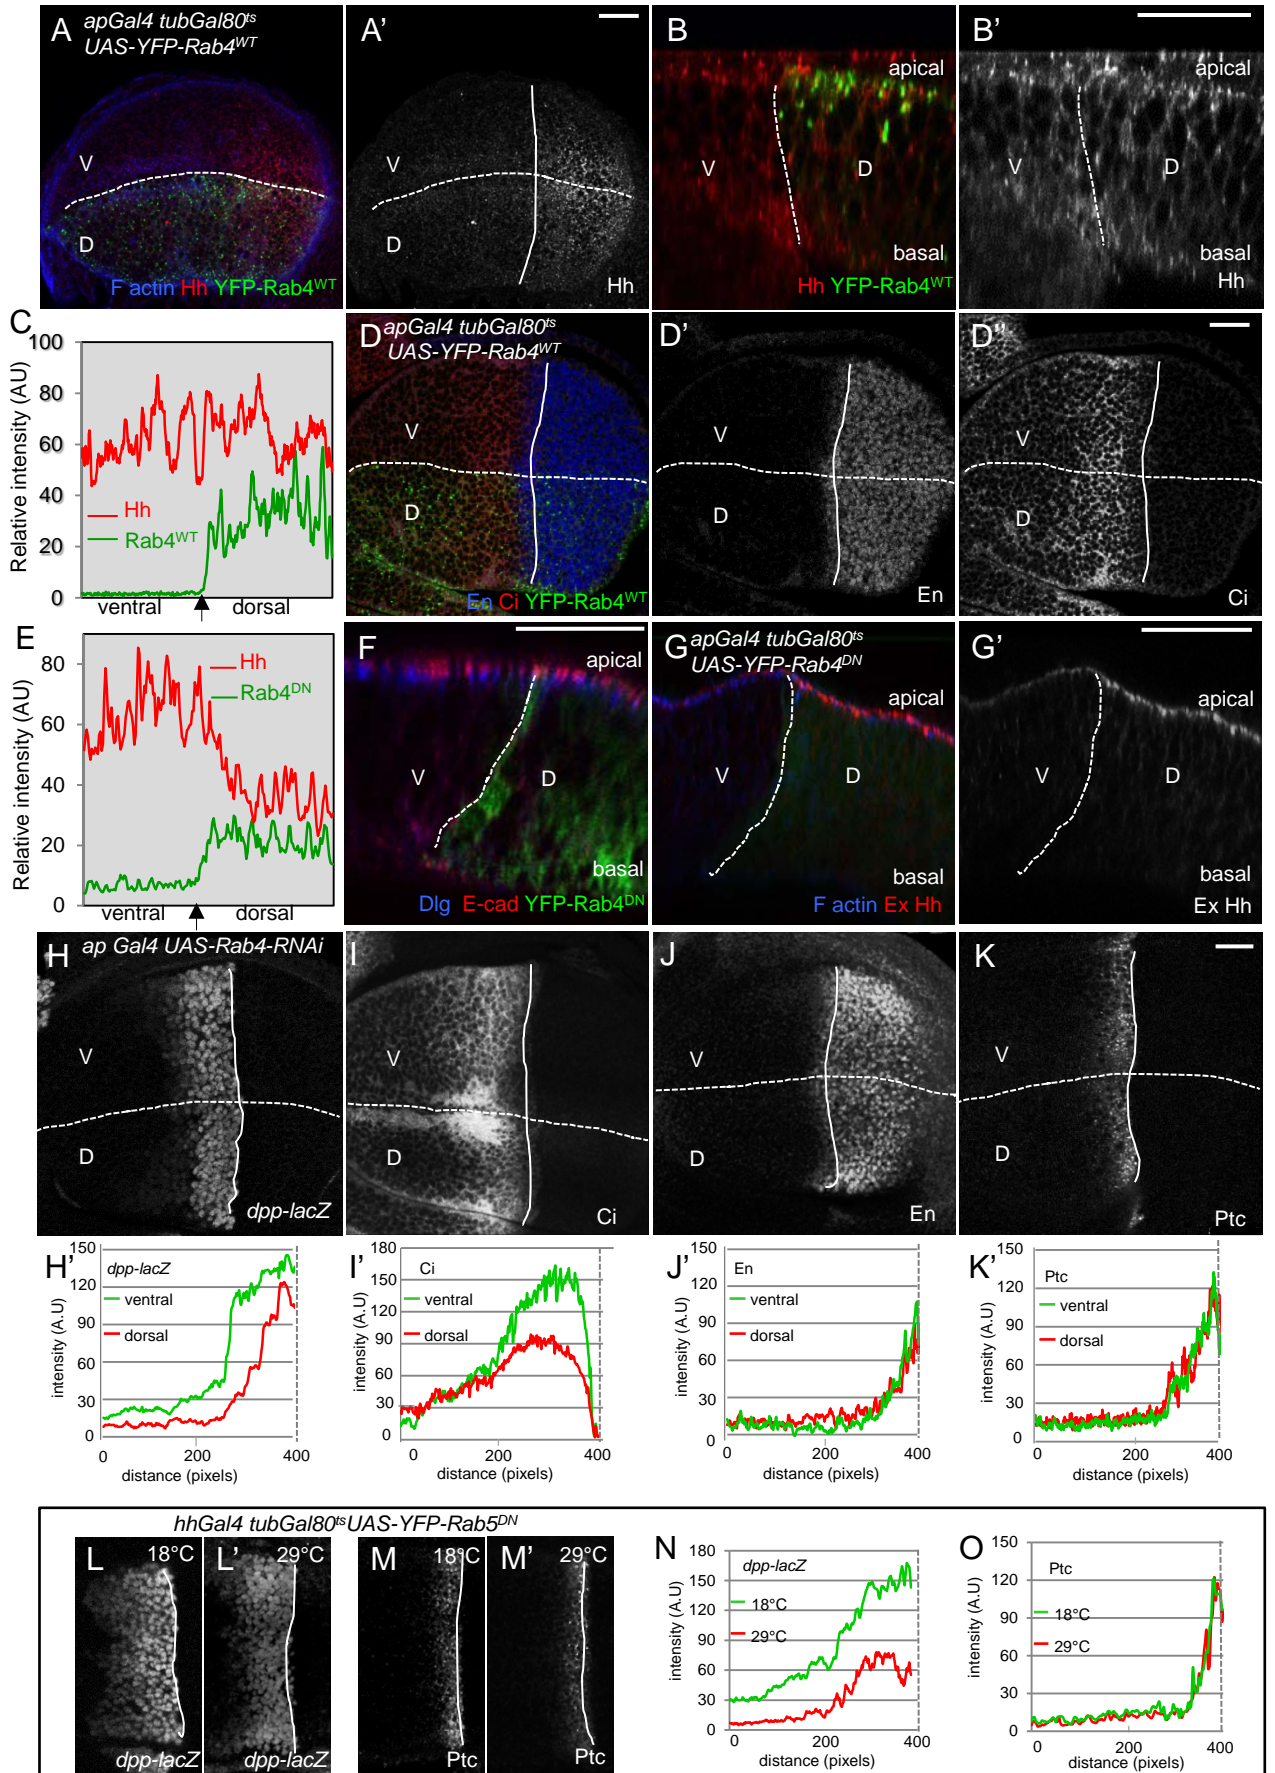 A
apGal4 tubGal80ts
UAS-YFP-Rab4WT
V
D
F actin Hh YFP-Rab4WT
A'
Hh
B
apical
V
D
basal
Hh YFP-Rab4WT
B'
apical
V
D
basal
Hh
C
Relative intensity (AU)
100
80
60
40
20
0
Hh
Rab4WT
ventral
dorsal
D
apGal4 tubGal80ts
UAS-YFP-Rab4WT
V
D
En Ci YFP-Rab4WT
D'
V
D
En
D"
V
D
Ci
E
Relative intensity (AU)
80
60
40
20
0
Hh
Rab4DN
ventral
dorsal
F
apical
V
D
basal
Dlg E-cad YFP-Rab4DN
G
apGal4 tubGal80ts
UAS-YFP-Rab4DN
apical
V
D
basal
F actin Ex Hh
G'
apical
V
D
basal
Ex Hh
H
ap Gal4 UAS-Rab4-RNAi
V
D
dpp-lacZ
I
V
D
Ci
J
V
D
En
K
V
D
Ptc
H'
dpp-lacZ
ventral
dorsal
intensity (A.U)
150
120
90
60
30
0
0 200 400
distance (pixels)
I'
Ci
ventral
dorsal
intensity (A.U)
180
150
120
90
60
30
0
0 200 400
distance (pixels)
J'
En
ventral
dorsal
intensity (A.U)
150
120
90
60
30
0
0 200 400
distance (pixels)
K'
Ptc
ventral
dorsal
intensity (A.U)
150
120
90
60
30
0
0 200 400
distance (pixels)
hhGal4 tubGal80tsUAS-YFP-Rab5DN
L
18°C
dpp-lacZ
L'
29°C
dpp-lacZ
M
18°C
Ptc
M'
29°C
Ptc
N
dpp-lacZ
18°C
29°C
intensity (A.U)
180
150
120
90
60
30
0
0 200 400
distance (pixels)
O
Ptc
18°C
29°C
intensity (A.U)
150
120
90
60
30
0
0 200 400
distance (pixels)